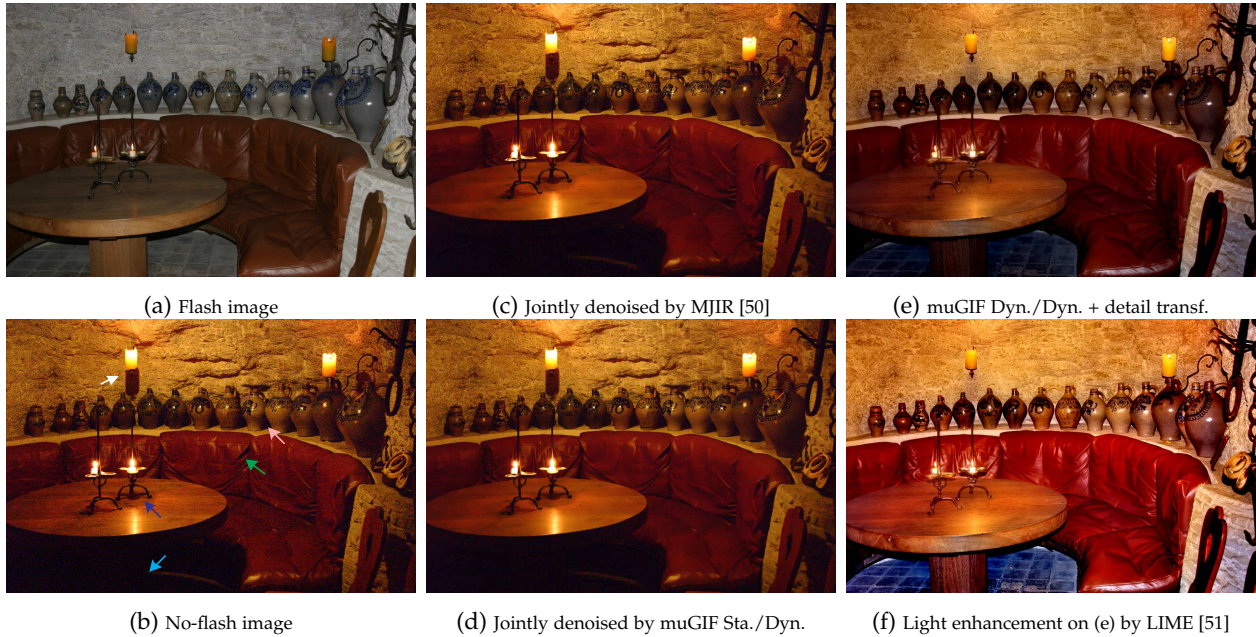 (a) Flash image
(c) Jointly denoised by MJIR [50]
(e) muGIF Dyn./Dyn. + detail transf.
(b) No-flash image
(d) Jointly denoised by muGIF Sta./Dyn.
(f) Light enhancement on (e) by LIME [51]